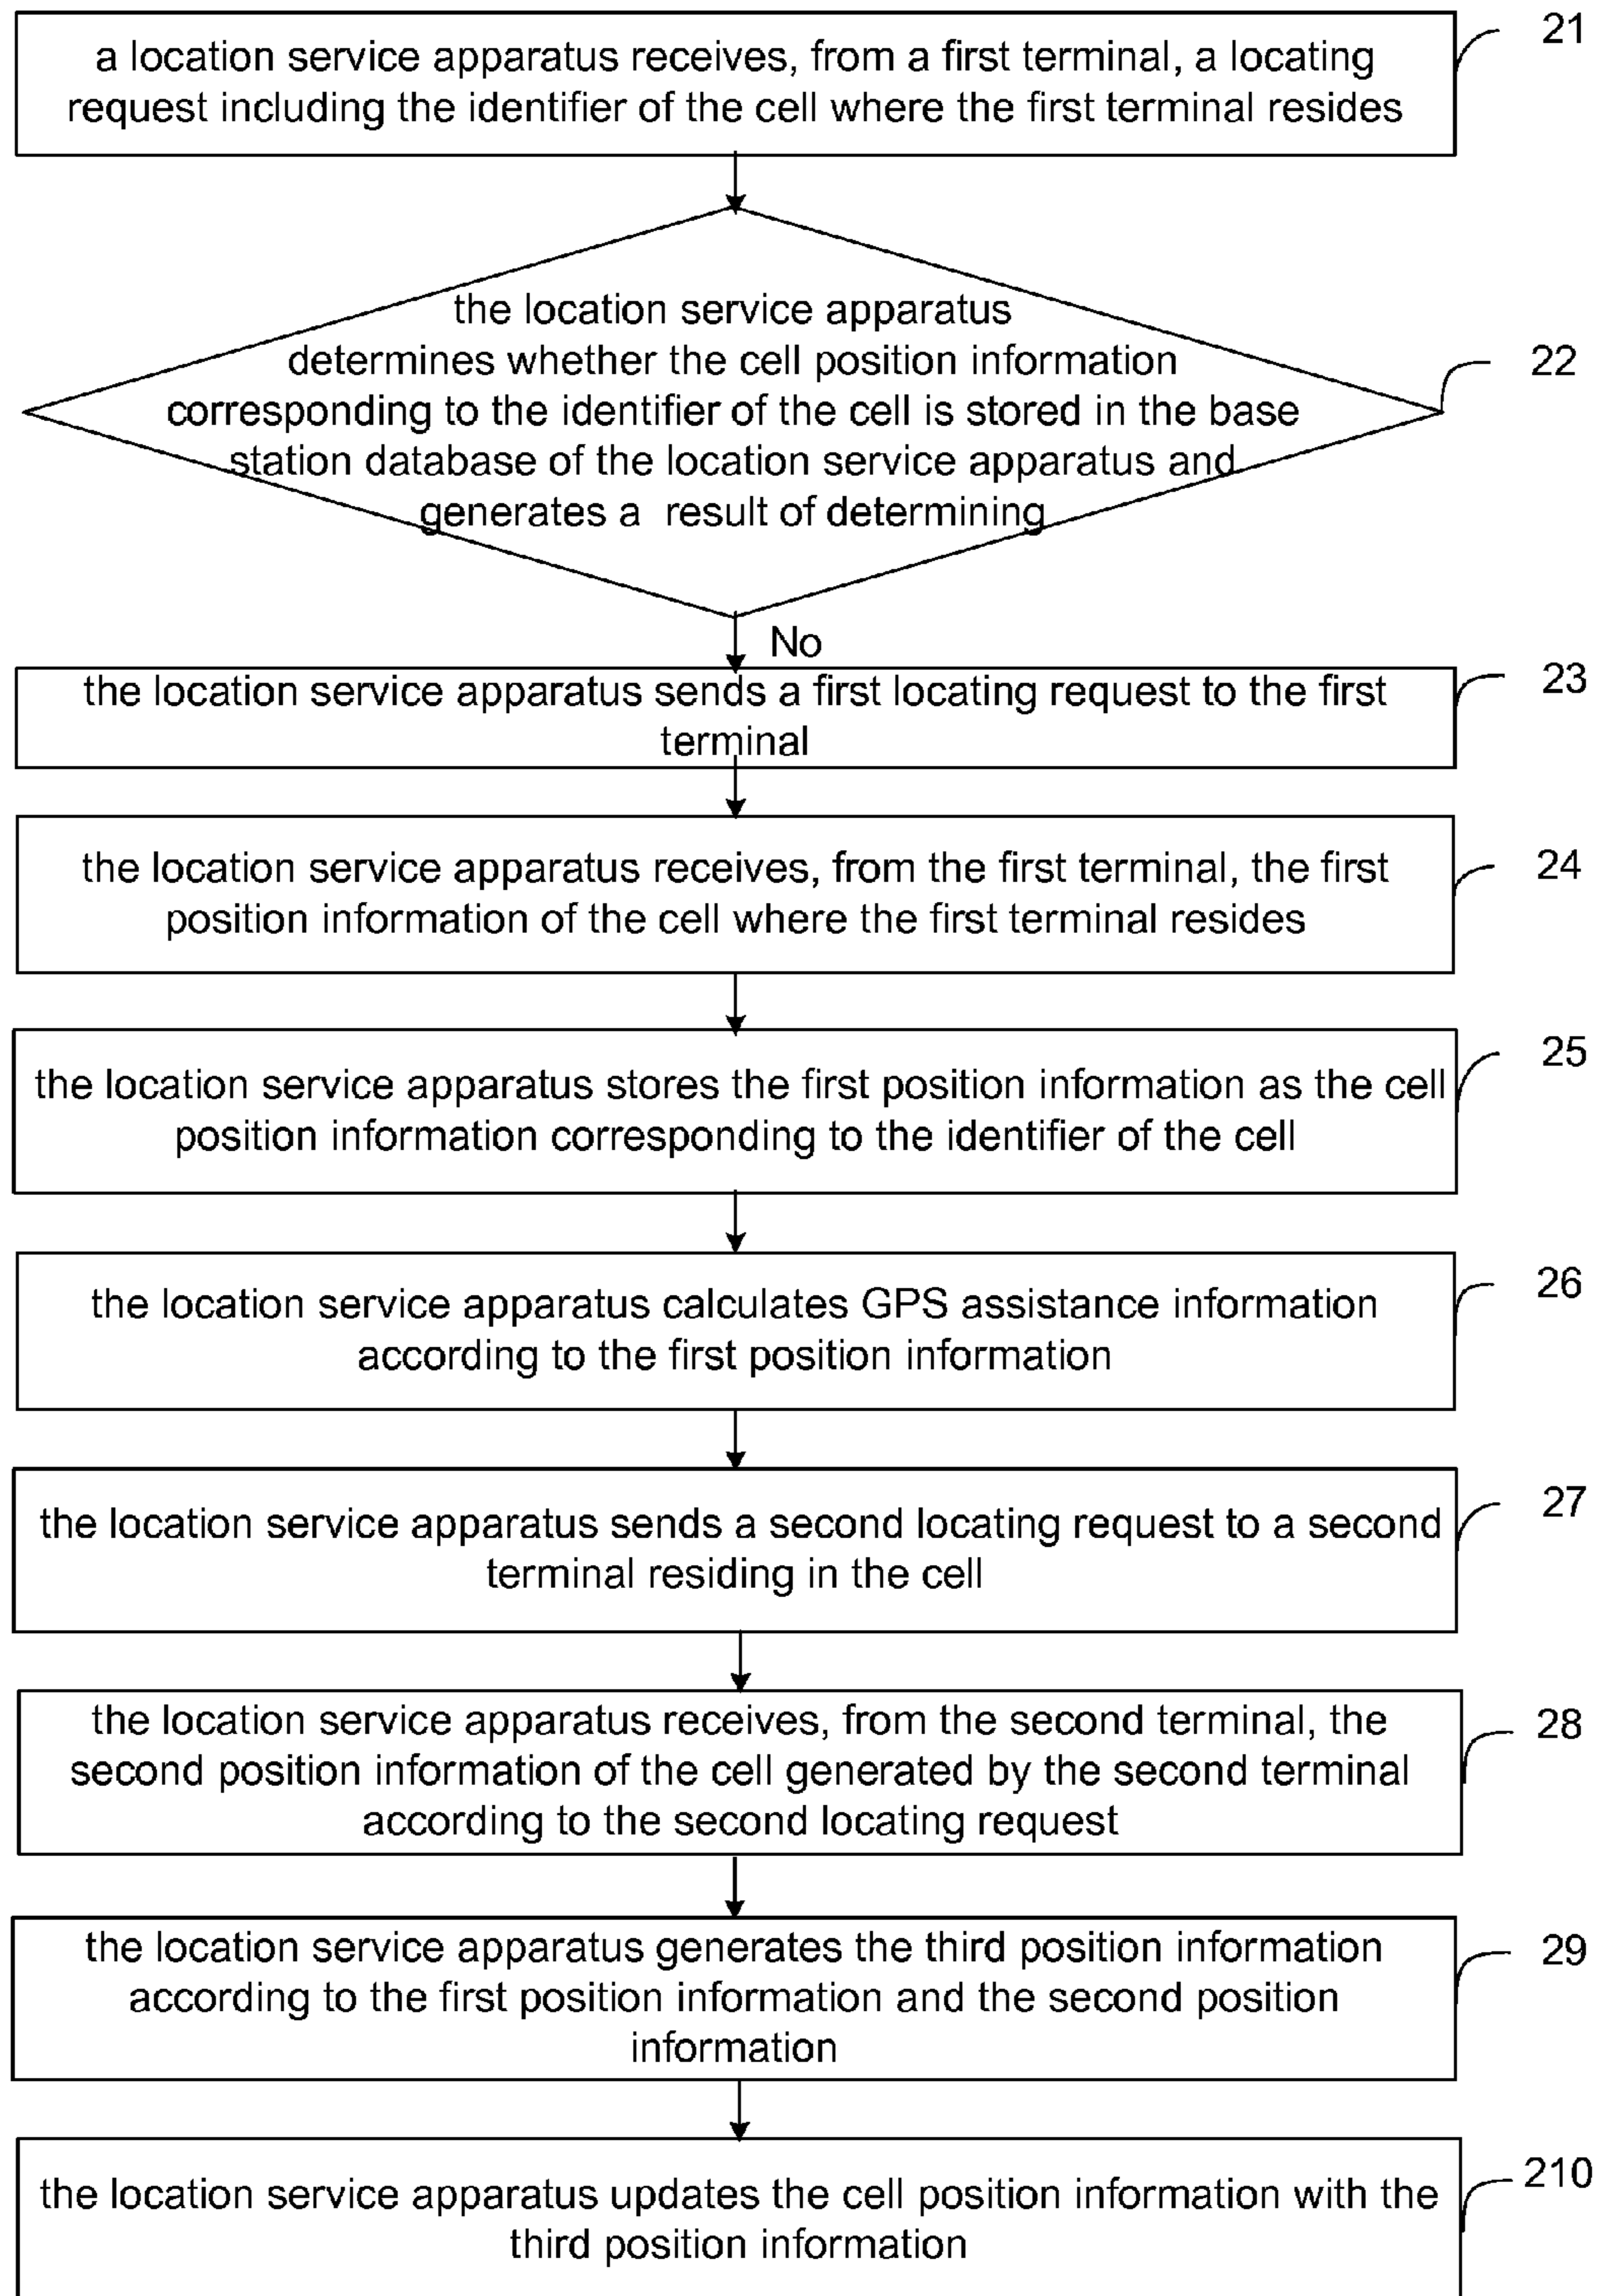 a location service apparatus receives, from a first terminal, a locating
request including the identifier of the cell where the first terminal resides
21
the location service apparatus
determines whether the cell position information
corresponding to the identifier of the cell is stored in the base
station database of the location service apparatus and
generates a result of determining
22
No
the location service apparatus sends a first locating request to the first
terminal
23
the location service apparatus receives, from the first terminal, the first
position information of the cell where the first terminal resides
24
the location service apparatus stores the first position information as the cell
position information corresponding to the identifier of the cell
25
the location service apparatus calculates GPS assistance information
according to the first position information
26
the location service apparatus sends a second locating request to a second
terminal residing in the cell
27
the location service apparatus receives, from the second terminal, the
second position information of the cell generated by the second terminal
according to the second locating request
28
the location service apparatus generates the third position information
according to the first position information and the second position
information
29
the location service apparatus updates the cell position information with the
third position information
210